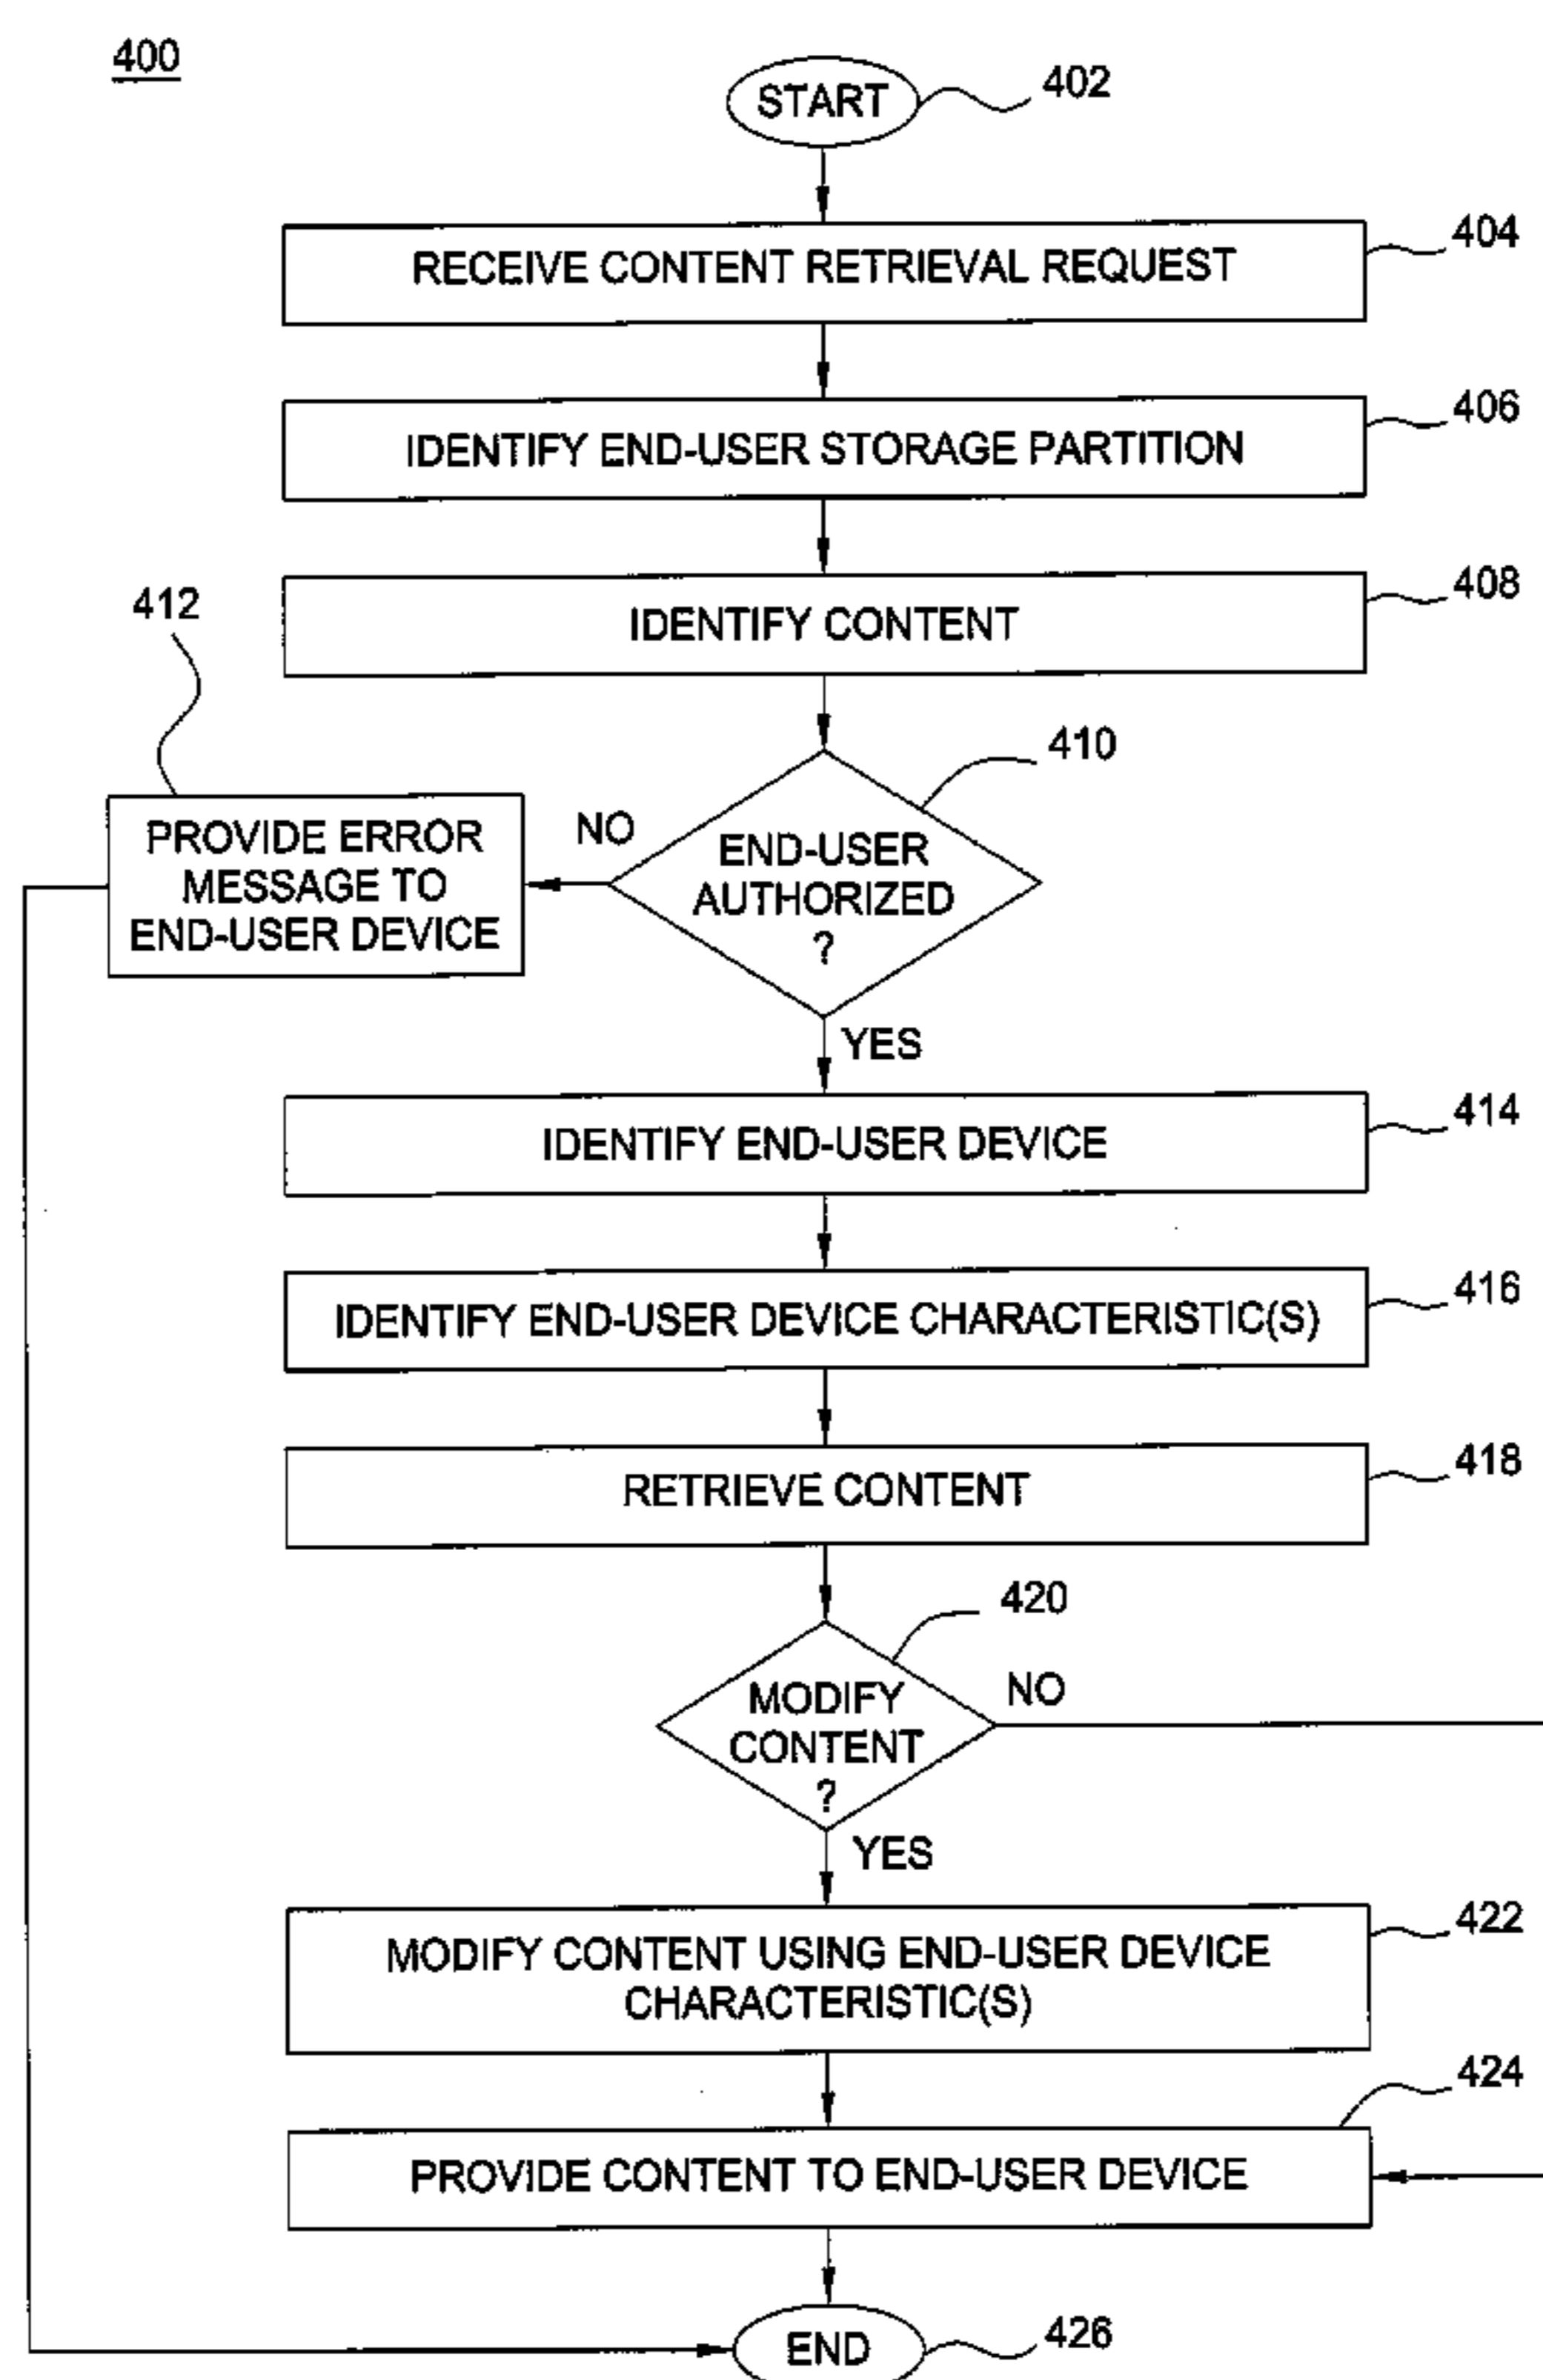 400
START
402
RECEIVE CONTENT RETRIEVAL REQUEST
404
IDENTIFY END-USER STORAGE PARTITION
406
IDENTIFY CONTENT
408
412
410
PROVIDE ERROR
MESSAGE TO
END-USER DEVICE
NO
END-USER
AUTHORIZED
?
YES
IDENTIFY END-USER DEVICE
414
IDENTIFY END-USER DEVICE CHARACTERISTIC(S)
416
RETRIEVE CONTENT
418
420
MODIFY
CONTENT
?
NO
YES
MODIFY CONTENT USING END-USER DEVICE
CHARACTERISTIC(S)
422
424
PROVIDE CONTENT TO END-USER DEVICE
END
426